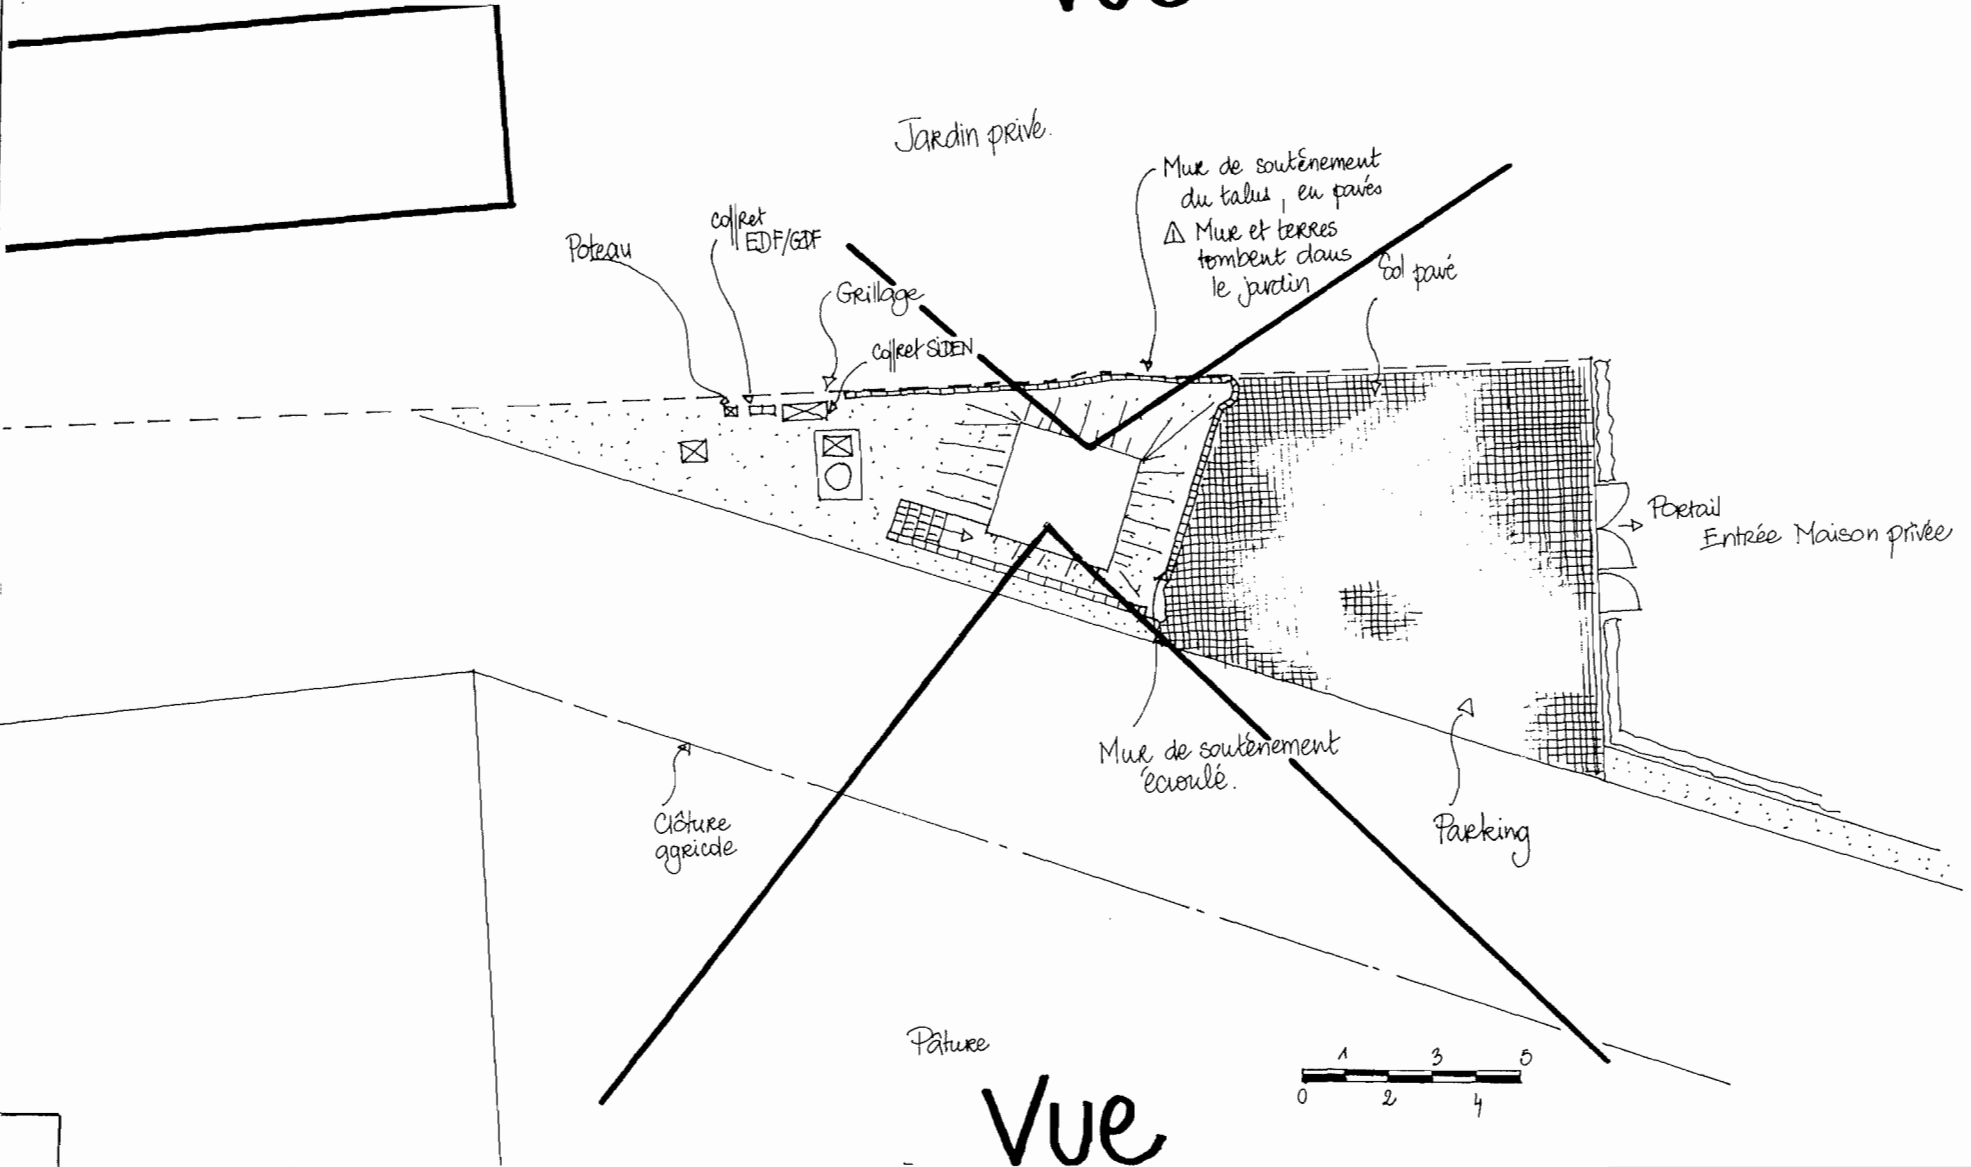 Jardin privé.
Mur de soutènement
du talus, en pavés
⚠ Mur et terres
tombent dans
le jardin
coffret
EDF/GDF
Poteau
Grillage
Sol pavé
coffret SIDEN
Portail
Entrée Maison privée
Mur de soutènement
écroulé.
Clôture
agricole
Parking
Pâture
1 3 5
0 2 4
Vue